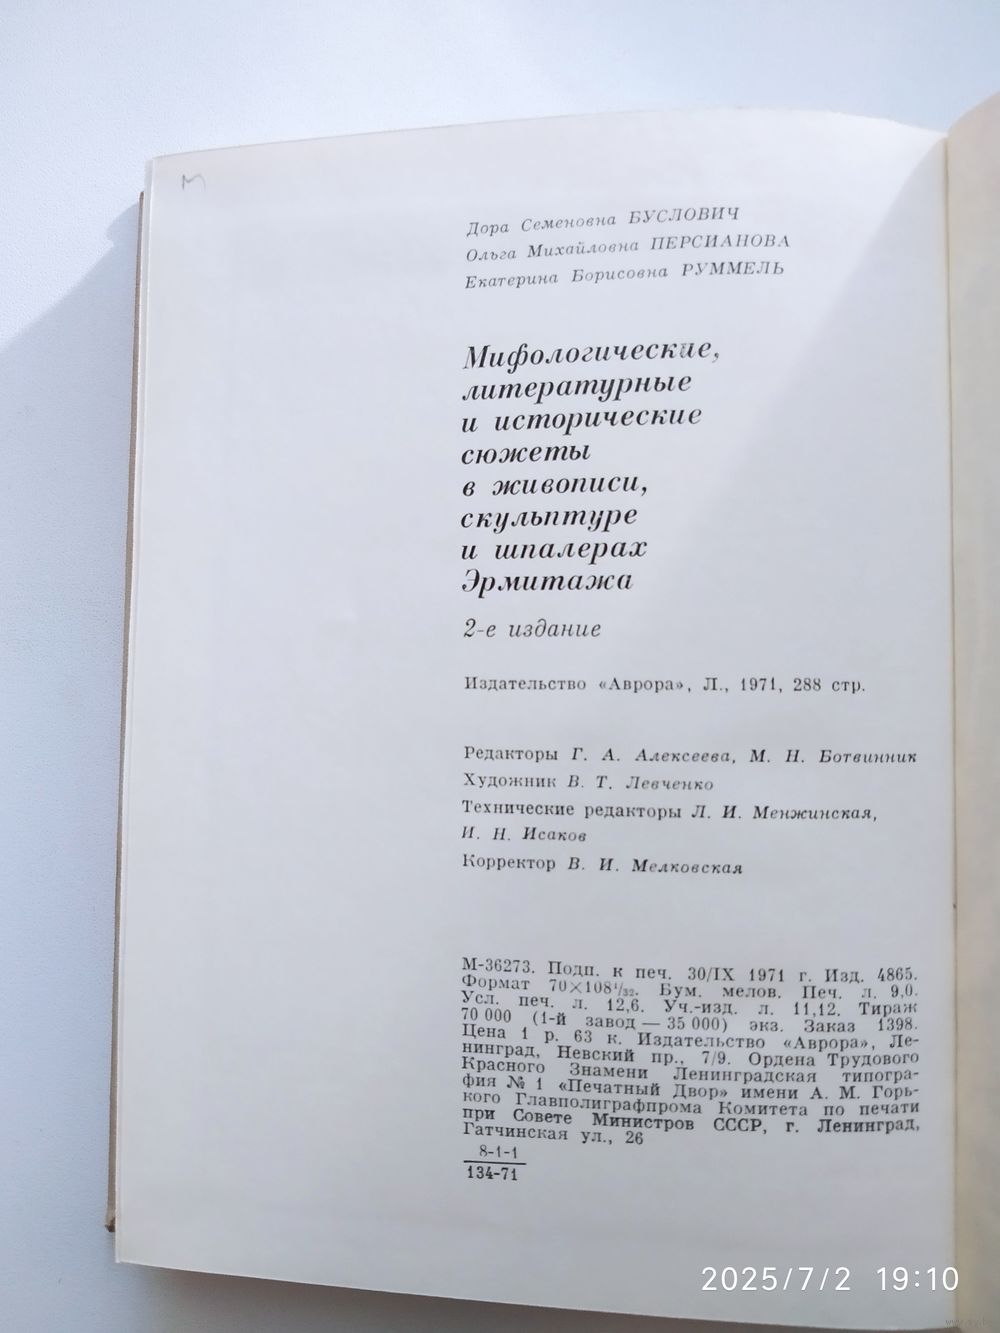 Дора Семеновна БУСЛОВИЧ
Ольга Михайловна ПЕРСИАНОВА
Екатерина Борисовна РУММЕЛЬ
Мифологические,
литературные
и исторические
сюжеты
в живописи,
скульптуре
и шпалерах
Эрмитажа
2-е издание
Издательство «Аврора», Л., 1971, 288 стр.
Редакторы Г. А. Алексеева, М. Н. Ботвинник
Художник В. Т. Левченко
Технические редакторы Л. И. Менжинская,
И. Н. Исаков
Корректор В. И. Мелковская
М-36273. Подп. к печ. 30/IX 1971 г. Изд. 4865.
Формат 70×108¹/₃₂. Бум. мелов. Печ. л. 9,0.
Усл. печ. л. 12,6. Уч.-изд. л. 11,12. Тираж
70 000 (1-й завод — 35 000) экз. Заказ 1398.
Цена 1 р. 63 к. Издательство «Аврора», Ле-
нинград, Невский пр., 7/9. Ордена Трудового
Красного Знамени Ленинградская типогра-
фия № 1 «Печатный Двор» имени А. М. Горь-
кого Главполиграфпрома Комитета по печати
при Совете Министров СССР, г. Ленинград,
Гатчинская ул., 26
8-1-1
134-71
2025/7/2 19:10